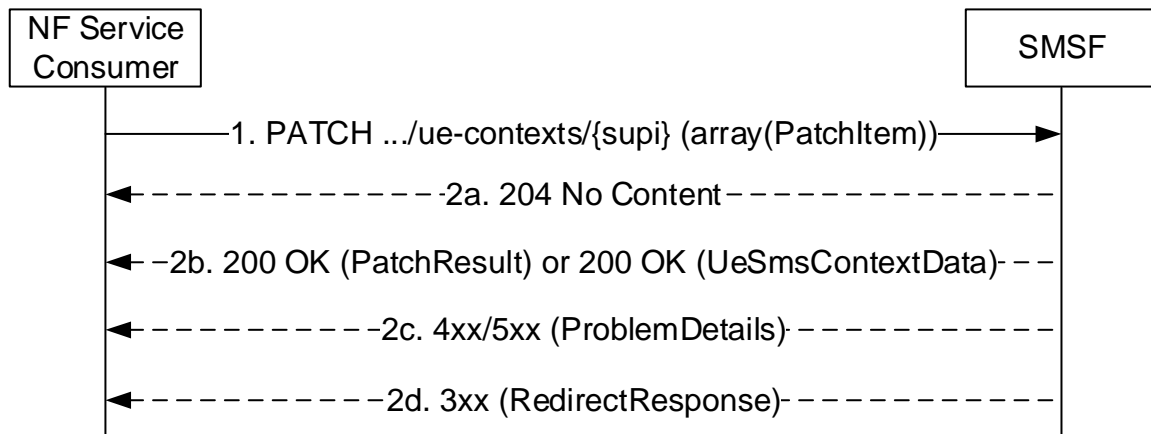 NF Service
Consumer
SMSF
1. PATCH .../ue-contexts/{supi} (array(PatchItem))
2a. 204 No Content
2b. 200 OK (PatchResult) or 200 OK (UeSmsContextData)
2c. 4xx/5xx (ProblemDetails)
2d. 3xx (RedirectResponse)